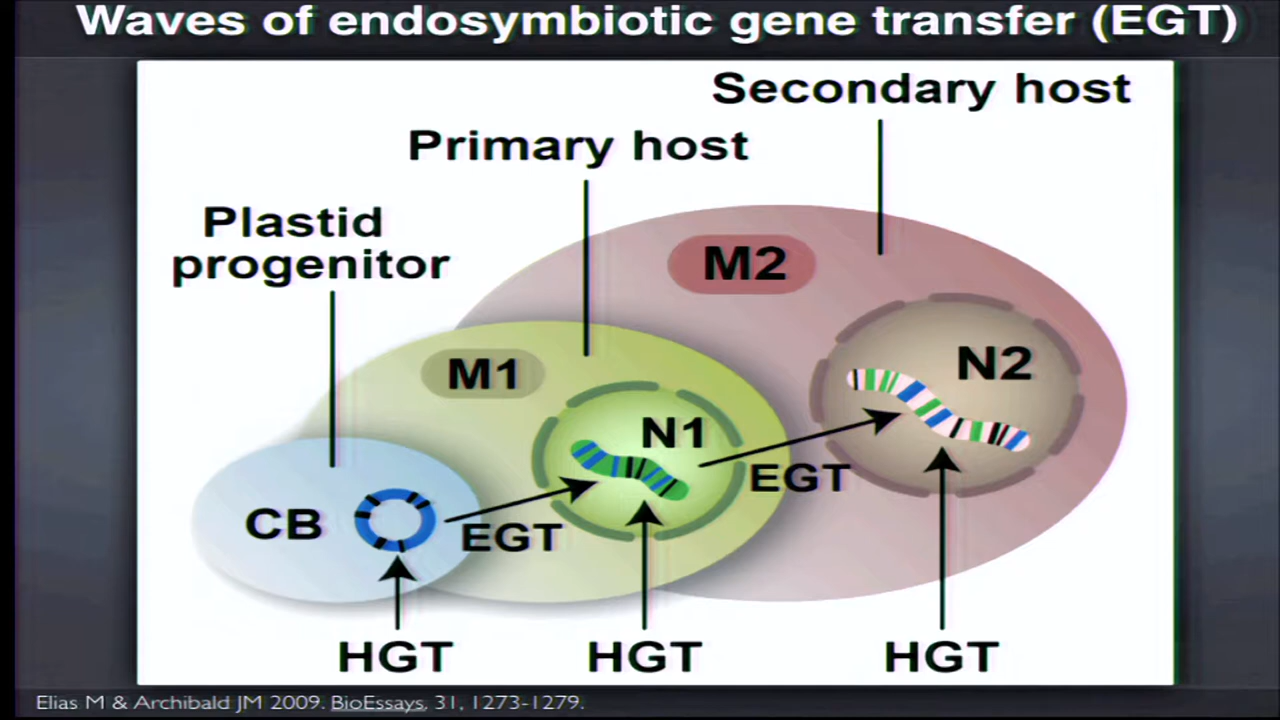 Waves of endosymbiotic gene transfer (EGT)
Secondary host
Primary host
Plastid
progenitor
M2
M1
N2
N1
EGT
CB
EGT
HGT
HGT
HGT
Elias M & Archibald JM 2009. BioEssays, 31, 1273-1279.